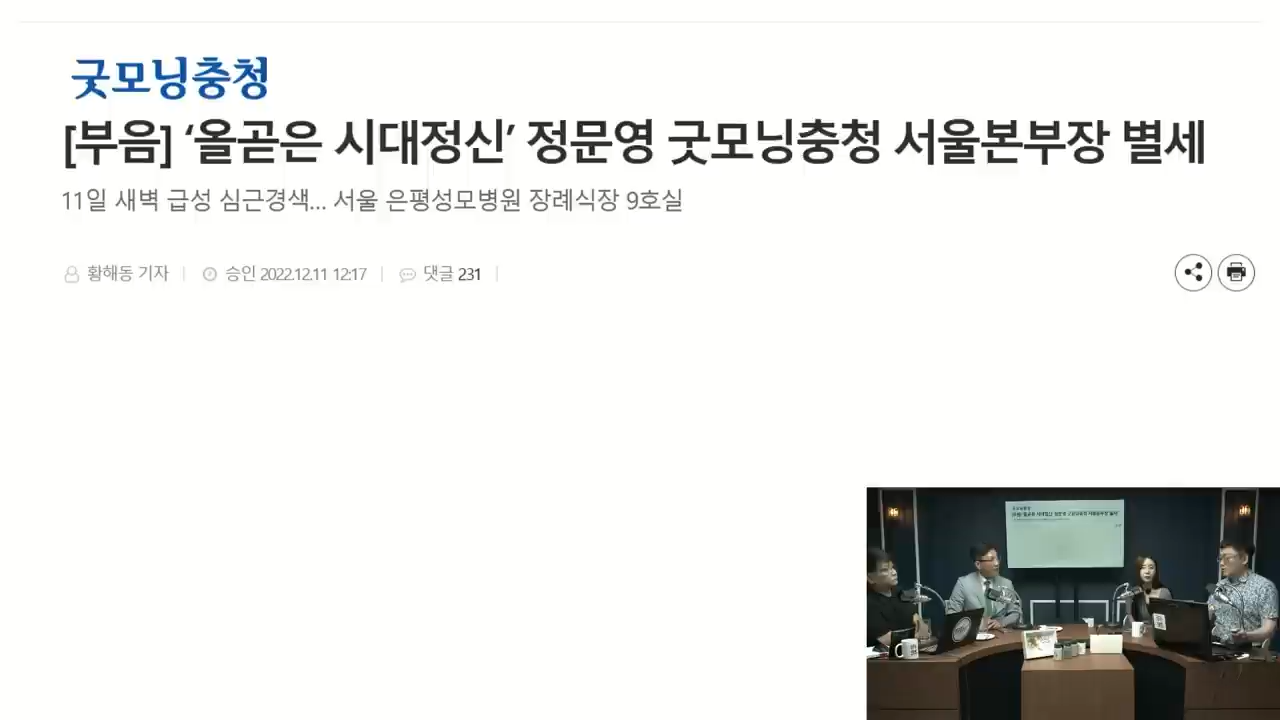 굿모닝충청
[부음] ‘올곧은 시대정신’ 정문영 굿모닝충청 서울본부장 별세
11일 새벽 급성 심근경색... 서울 은평성모병원 장례식장 9호실
황해동 기자 승인 2022.12.11 12:17 댓글 231